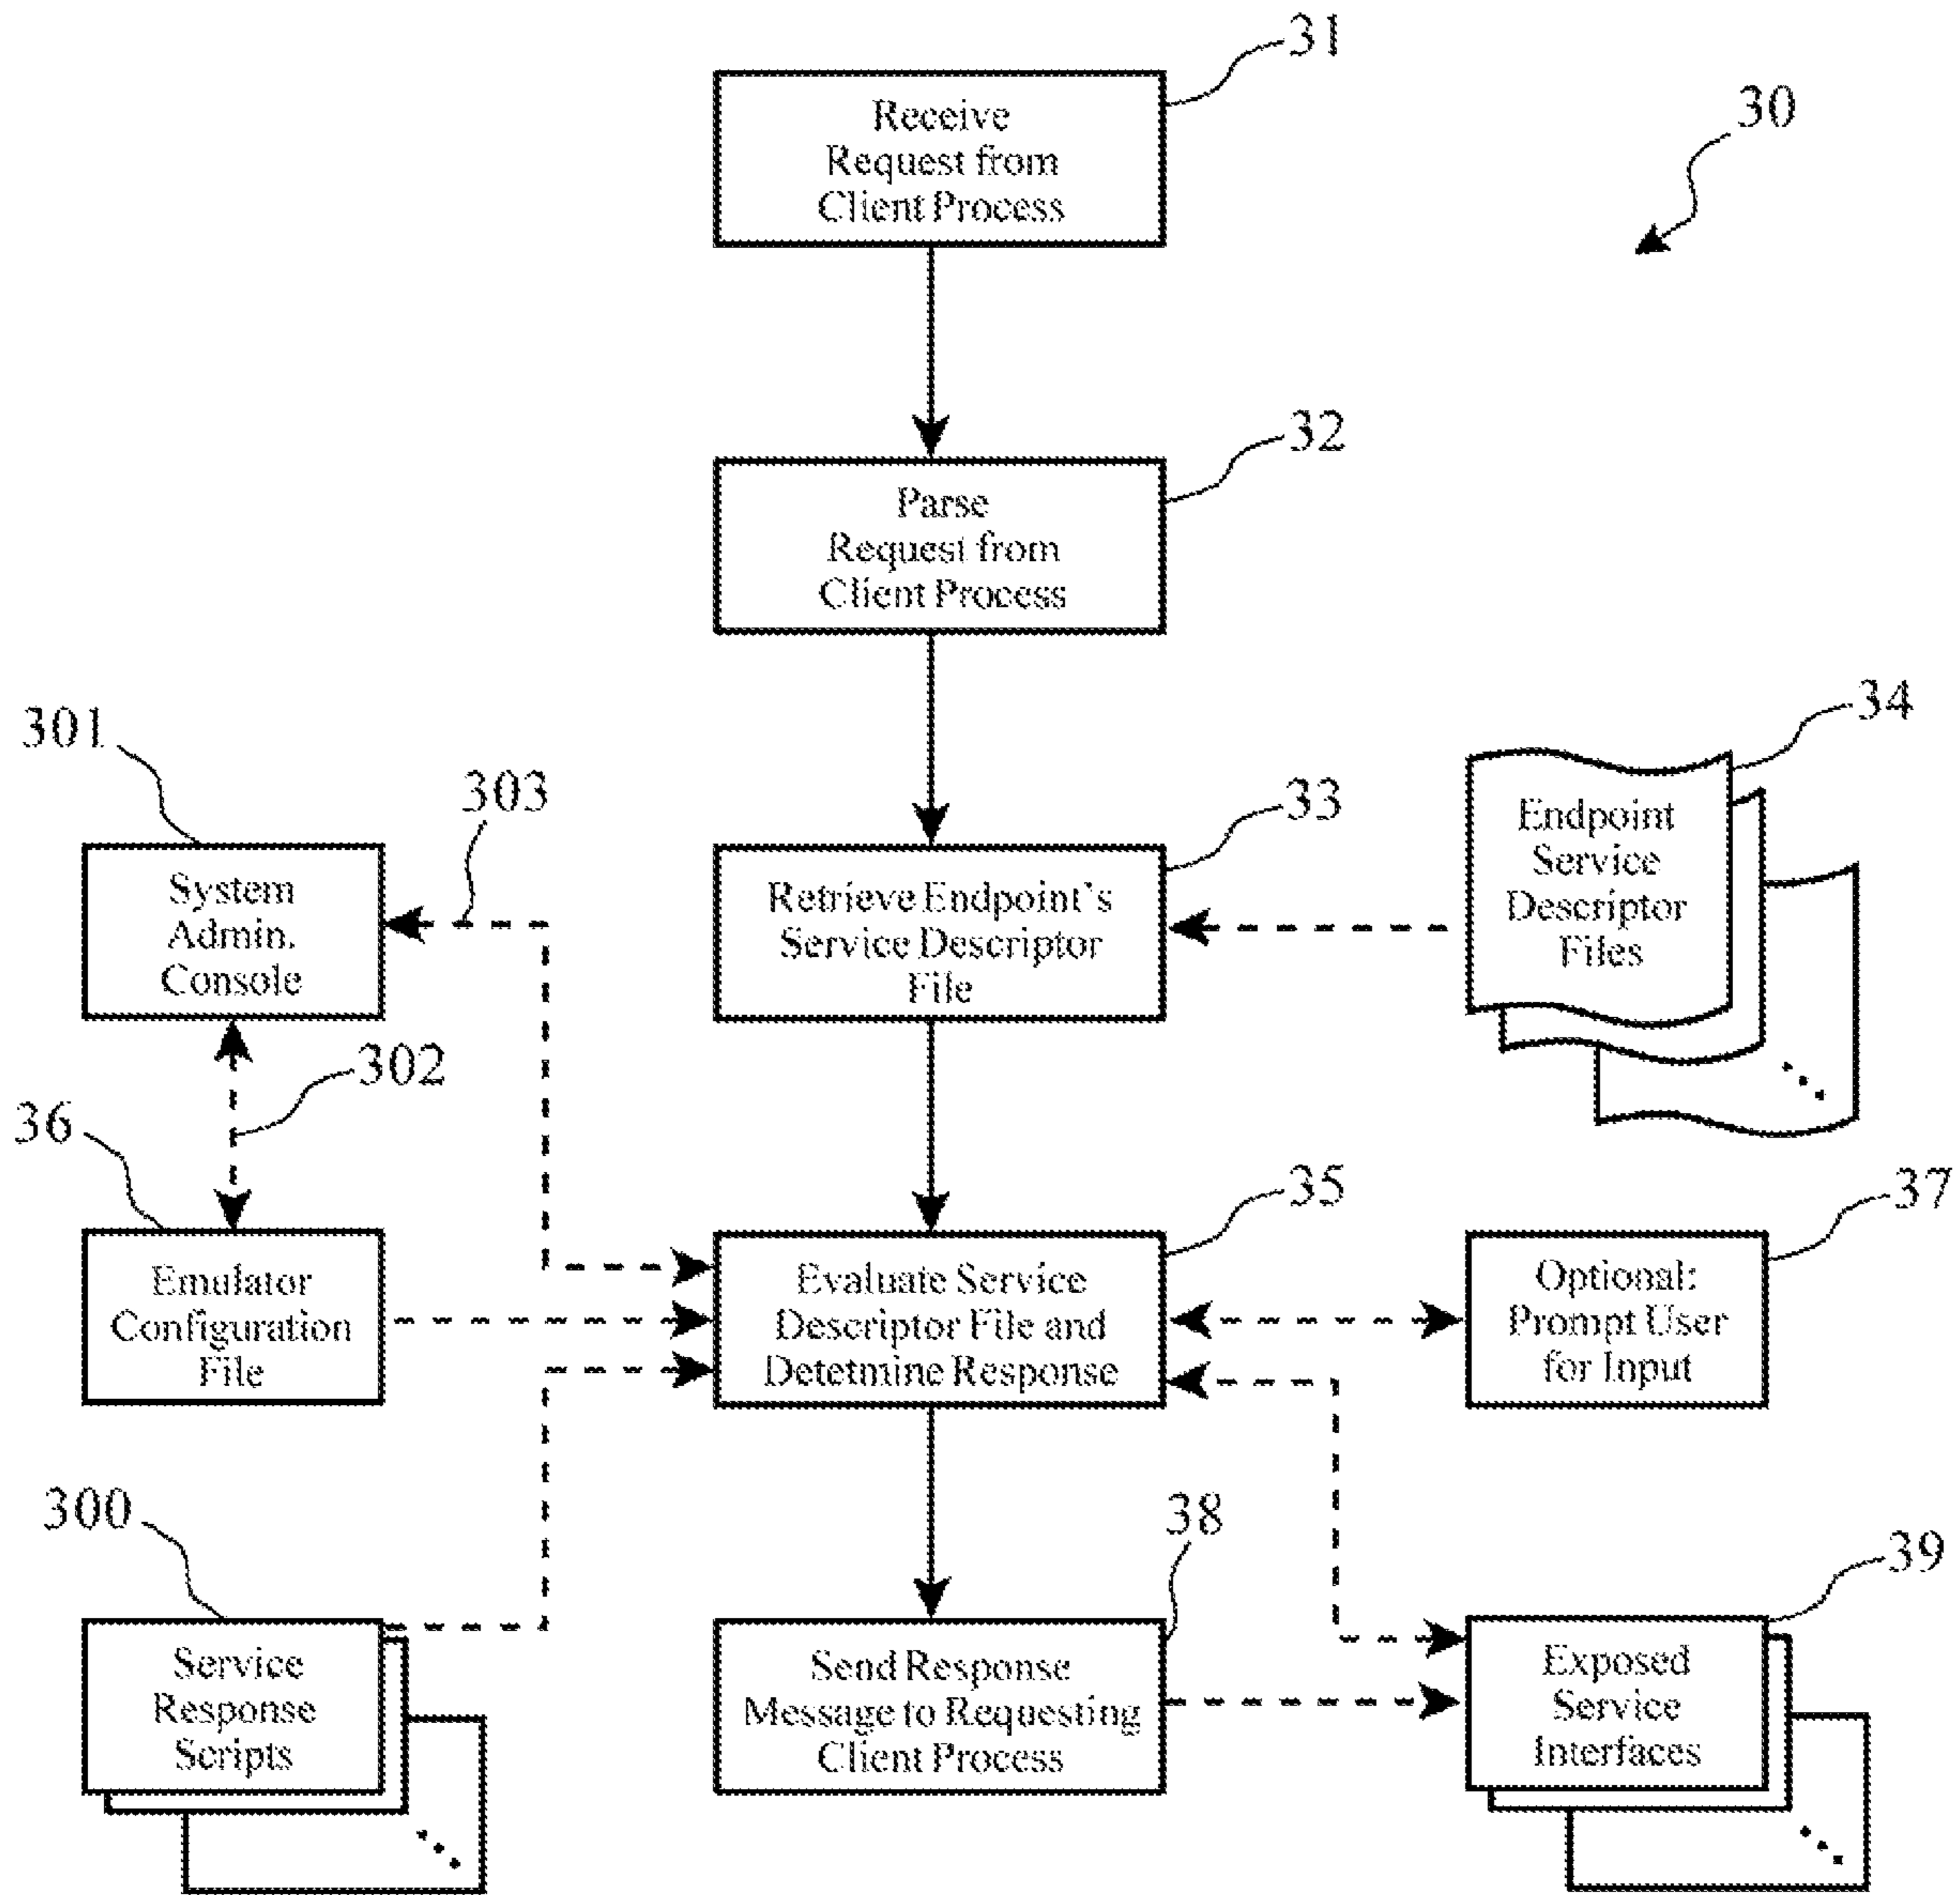 31
30
Receive
Request from
Client Process
32
Parse
Request from
Client Process
34
301
303
33
Endpoint
Service
Descriptor
Files
System
Admin.
Console
Retrieve Endpoint's
Service Descriptor
File
302
36
35
37
Emulator
Configuration
File
Evaluate Service
Descriptor File and
Detetmine Response
Optional:
Prompt User
for Input
300
38
39
Service
Response
Scripts
Send Response
Message to Requesting
Client Process
Exposed
Service
Interfaces